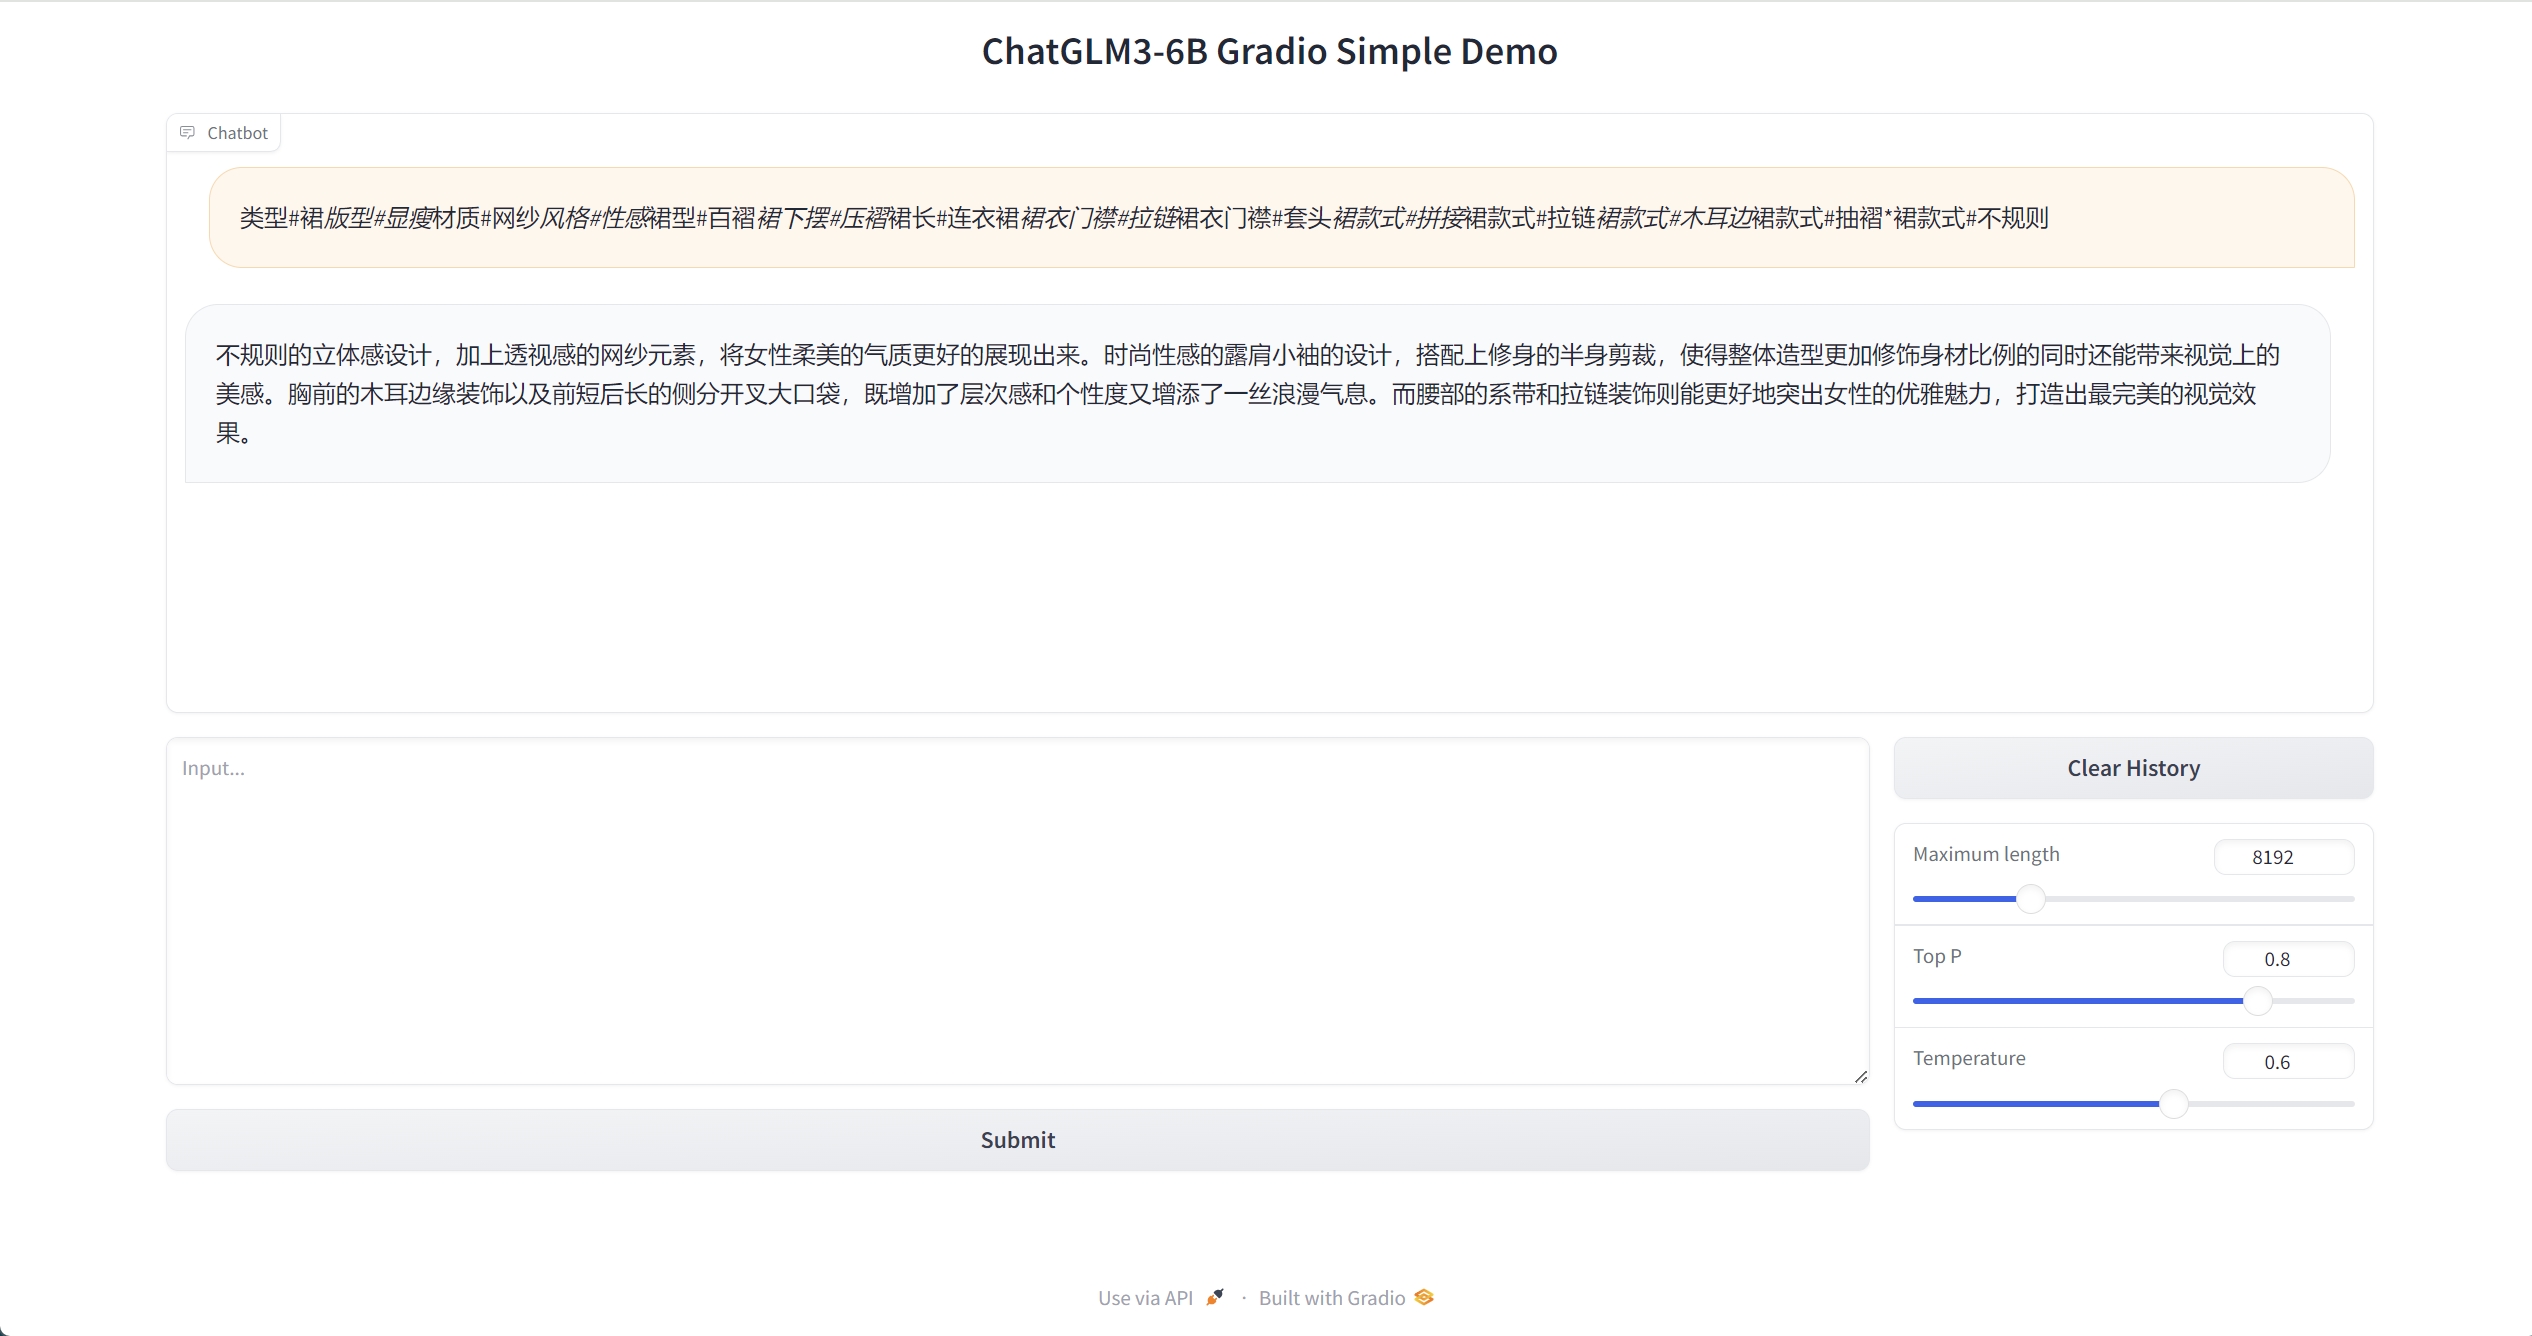 ChatGLM3-6B Gradio Simple Demo
Chatbot
类型#裙版型#显瘦材质#网纱风格#性感裙型#百褶裙下摆#压褶裙长#连衣裙裙衣门襟#拉链裙衣门襟#套头裙款式#拼接裙款式#拉链裙款式#木耳边裙款式#抽褶*裙款式#不规则
不规则的立体感设计，加上透视感的网纱元素，将女性柔美的气质更好的展现出来。时尚性感的露肩小袖的设计，搭配上修身的半身剪裁，使得整体造型更加修饰身材比例的同时还能带来视觉上的
美感。胸前的木耳边缘装饰以及前短后长的侧分开叉大口袋，既增加了层次感和个性度又增添了一丝浪漫气息。而腰部的系带和拉链装饰则能更好地突出女性的优雅魅力，打造出最完美的视觉效
果。
Input...
Clear History
Maximum length
8192
Top P
0.8
Temperature
0.6
Submit
Use via API · Built with Gradio